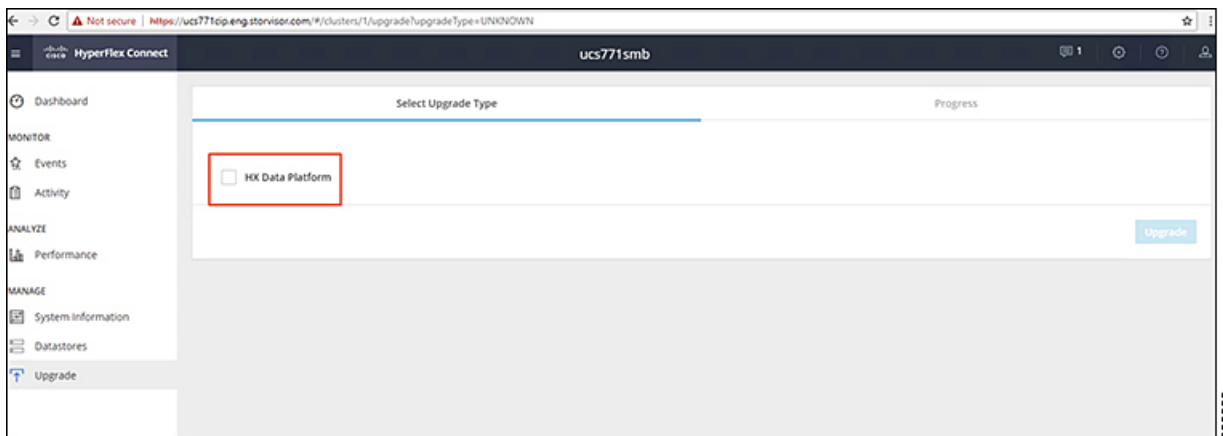 Not secure | https://ucs771cip.eng.storvisor.com/#/clusters/1/upgrade?upgradeType=UNKNOWN
cisco HyperFlex Connect
ucs771smb
1
Dashboard
Select Upgrade Type
Progress
MONITOR
Events
HX Data Platform
Activity
ANALYZE
Upgrade
Performance
MANAGE
System Information
Datastores
Upgrade